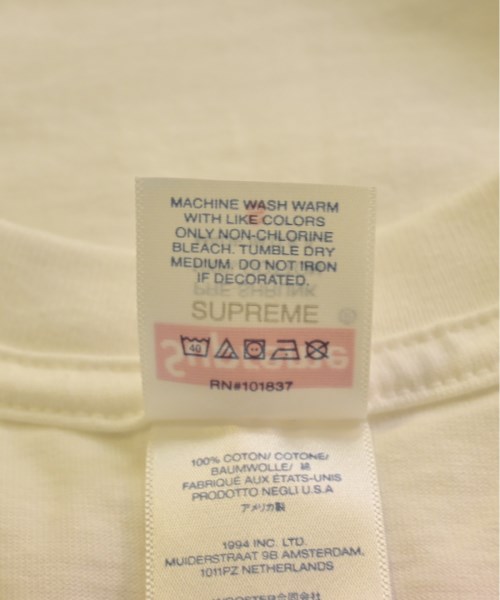 MACHINE WASH WARM
WITH LIKE COLORS
ONLY NON-CHLORINE
BLEACH. TUMBLE DRY
MEDIUM. DO NOT IRON
IF DECORATED.
SUPREME
40
RN#101837
100% COTON/ COTONE/
BAUMWOLLE/ 綿
FABRIQUÉ AUX ÉTATS-UNIS
PRODOTTO NEGLI U.S.A
アメリカ製
1994 INC. LTD.
MUIDERSTRAAT 9B AMSTERDAM,
1011PZ NETHERLANDS